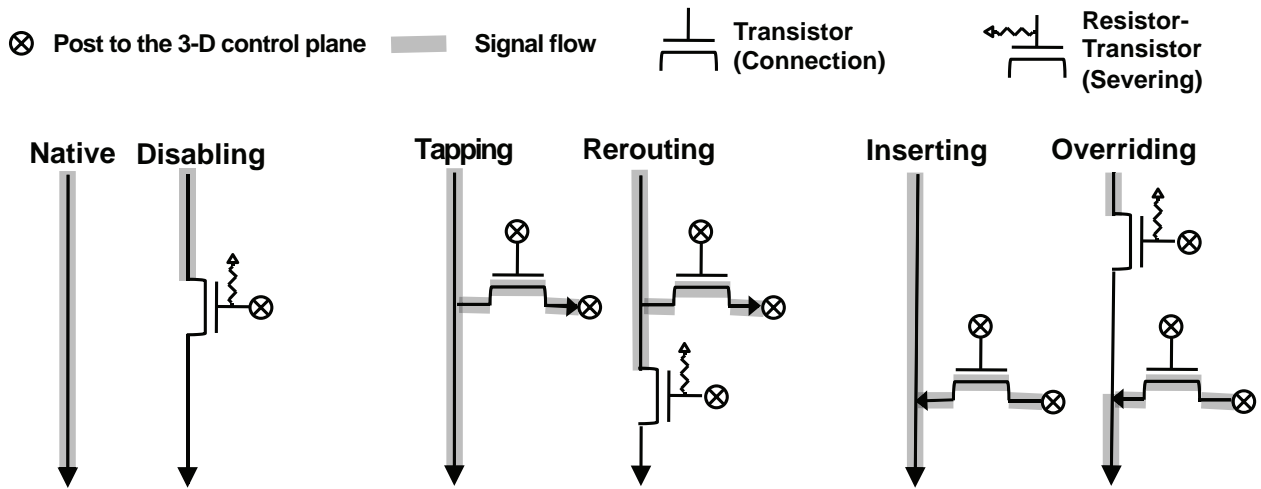 Post to the 3-D control plane
Signal flow
Transistor
(Connection)
Resistor-
Transistor
(Severing)
Native
Disabling
Tapping
Rerouting
Inserting
Overriding